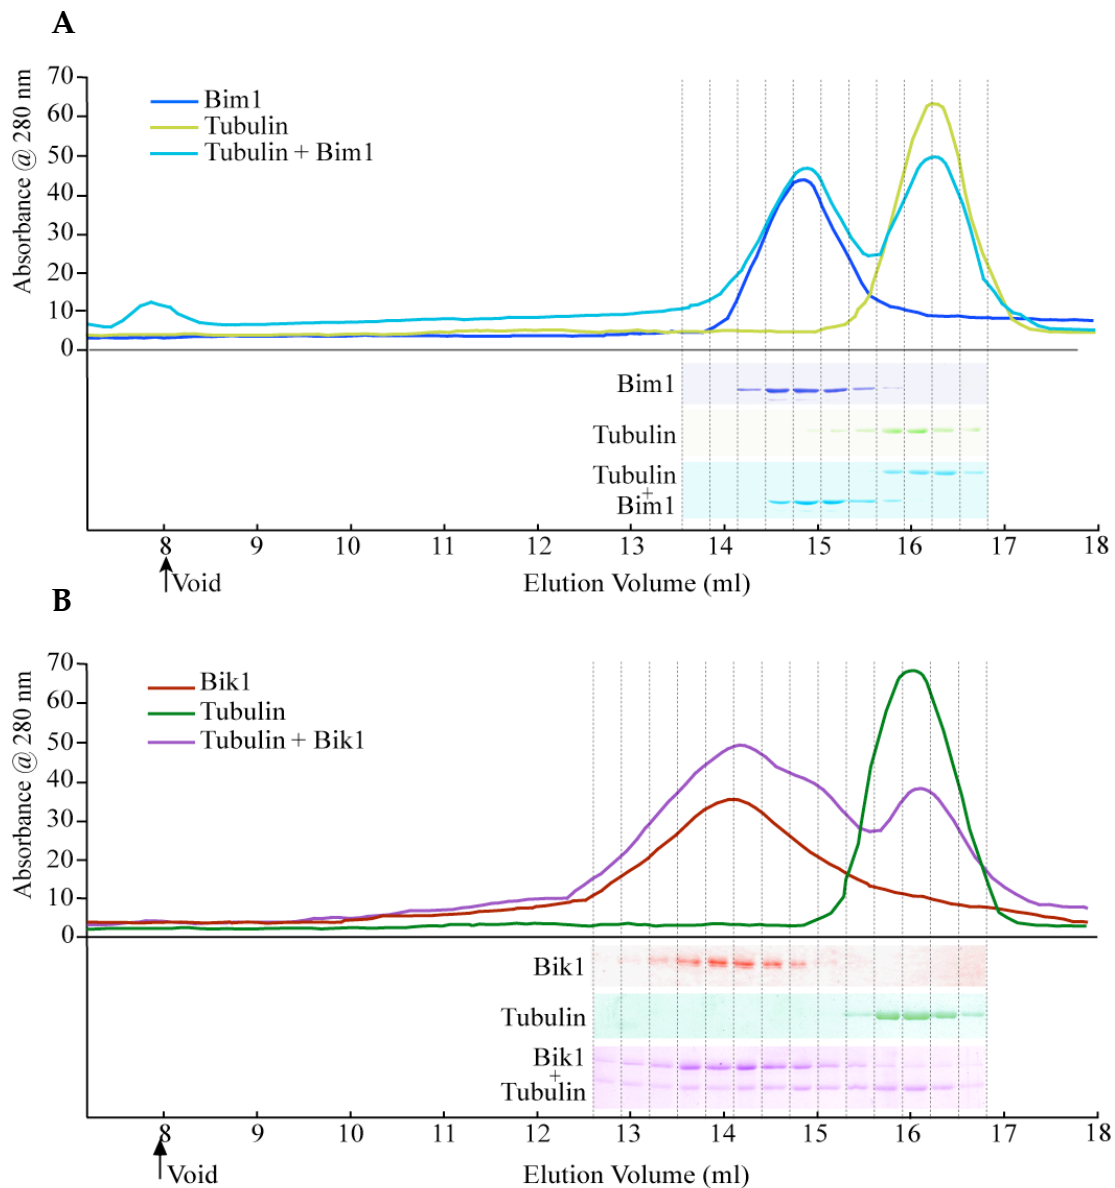 A
Absorbance @ 280 nm
70
60
50
40
30
20
10
0
Bim1
Tubulin
Tubulin + Bim1
Bim1
Tubulin
Tubulin
+
Bim1
8 9 10 11 12 13 14 15 16 17 18
Void
Elution Volume (ml)
B
Absorbance @ 280 nm
70
60
50
40
30
20
10
0
Bik1
Tubulin
Tubulin + Bik1
Bik1
Tubulin
Bik1
+
Tubulin
8 9 10 11 12 13 14 15 16 17 18
Void
Elution Volume (ml)